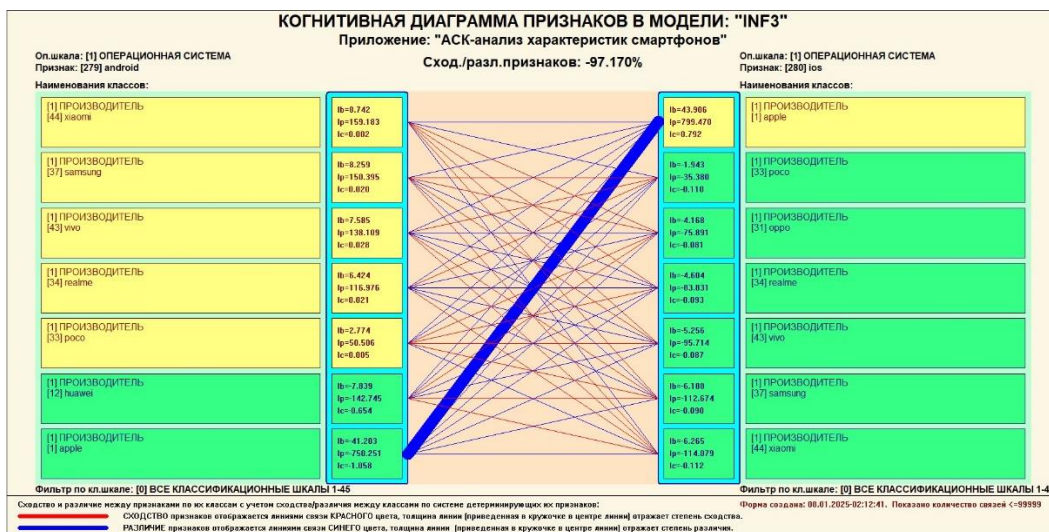 КОГНИТИВНАЯ ДИАГРАММА ПРИЗНАКОВ В МОДЕЛИ: "INF3"
Приложение: "АСК-анализ характеристик смартфонов"
Сход./разл.признаков: -97.170%
Оп.шкала: [1] ОПЕРАЦИОННАЯ СИСТЕМА
Признак: [279] android
Наименования классов:
[1] ПРОИЗВОДИТЕЛЬ
[44] xiaomi
Ib=8.742
Ip=159.183
Ic=0.002
[1] ПРОИЗВОДИТЕЛЬ
[37] samsung
Ib=8.259
Ip=150.395
Ic=0.020
[1] ПРОИЗВОДИТЕЛЬ
[43] vivo
Ib=7.585
Ip=138.109
Ic=0.028
[1] ПРОИЗВОДИТЕЛЬ
[34] realme
Ib=6.424
Ip=116.976
Ic=0.021
[1] ПРОИЗВОДИТЕЛЬ
[33] poco
Ib=2.774
Ip=50.506
Ic=0.005
[1] ПРОИЗВОДИТЕЛЬ
[12] huawei
Ib=-7.839
Ip=-142.745
Ic=-0.654
[1] ПРОИЗВОДИТЕЛЬ
[1] apple
Ib=-41.203
Ip=-750.251
Ic=-1.058
Фильтр по кл.шкале: [0] ВСЕ КЛАССИФИКАЦИОННЫЕ ШКАЛЫ 1-45
Оп.шкала: [1] ОПЕРАЦИОННАЯ СИСТЕМА
Признак: [280] ios
Наименования классов:
Ib=43.906
Ip=799.470
Ic=0.792
[1] ПРОИЗВОДИТЕЛЬ
[1] apple
Ib=-1.943
Ip=-35.380
Ic=-0.110
[1] ПРОИЗВОДИТЕЛЬ
[33] poco
Ib=-4.168
Ip=-75.891
Ic=-0.081
[1] ПРОИЗВОДИТЕЛЬ
[31] oppo
Ib=-4.604
Ip=-83.831
Ic=-0.093
[1] ПРОИЗВОДИТЕЛЬ
[34] realme
Ib=-5.256
Ip=-95.714
Ic=-0.087
[1] ПРОИЗВОДИТЕЛЬ
[43] vivo
Ib=-6.188
Ip=-112.674
Ic=-0.090
[1] ПРОИЗВОДИТЕЛЬ
[37] samsung
Ib=-6.265
Ip=-114.079
Ic=-0.112
[1] ПРОИЗВОДИТЕЛЬ
[44] xiaomi
Фильтр по кл.шкале: [0] ВСЕ КЛАССИФИКАЦИОННЫЕ ШКАЛЫ 1-4
Сходство и различие между признаками по их классам с учетом сходства/различия между классами по системе детерминирующих их признаков:
Форма создана: 08.01.2025-02:12:41. Показано количество связей <=99999
СХОДСТВО признаков отображается линиями связи КРАСНОГО цвета, толщина линии [приведенная в кружочке в центре линии] отражает степень сходства.
РАЗЛИЧИЕ признаков отображается линиями связи СИНЕГО цвета, толщина линии [приведенная в кружочке в центре линии] отражает степень различия.